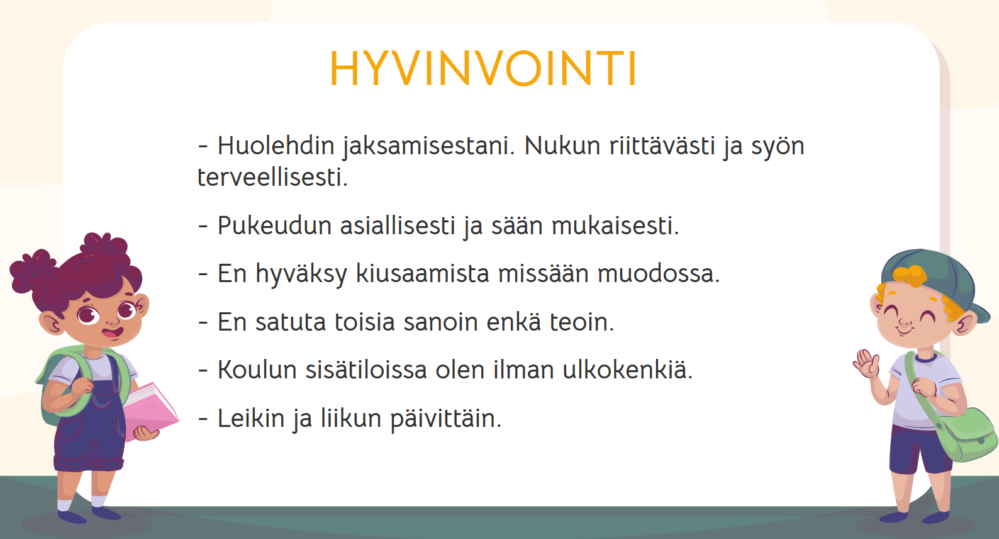 HYVINVOINTI
- Huolehdin jaksamisestani. Nukun riittävästi ja syön
terveellisesti.
- Pukeudun asiallisesti ja sään mukaisesti.
- En hyväksy kiusaamista missään muodossa.
- En satuta toisia sanoin enkä teoin.
- Koulun sisätiloissa olen ilman ulkokenkiä.
- Leikin ja liikun päivittäin.